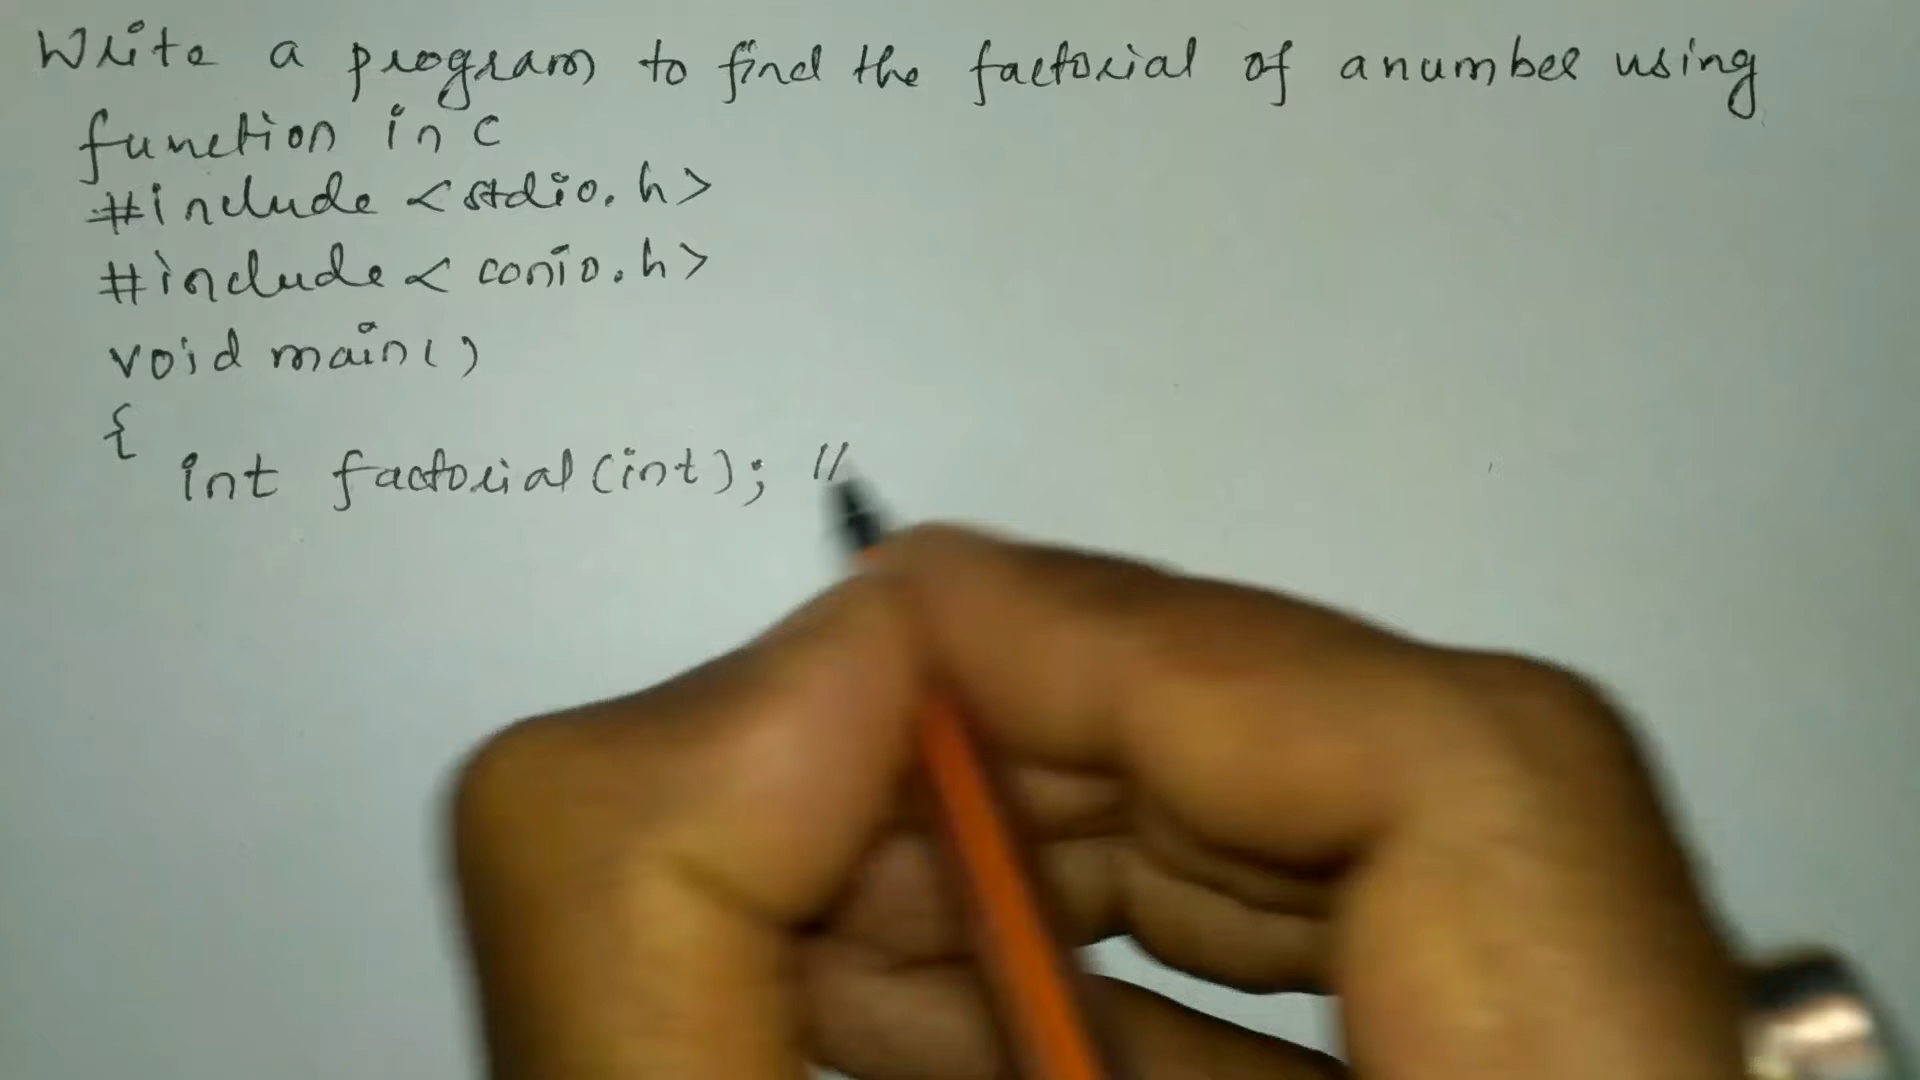 Write a program to find the factorial of a number using
function in c
#include <stdio.h>
#include < conio.h>
void main()
{
int factorial (int); //